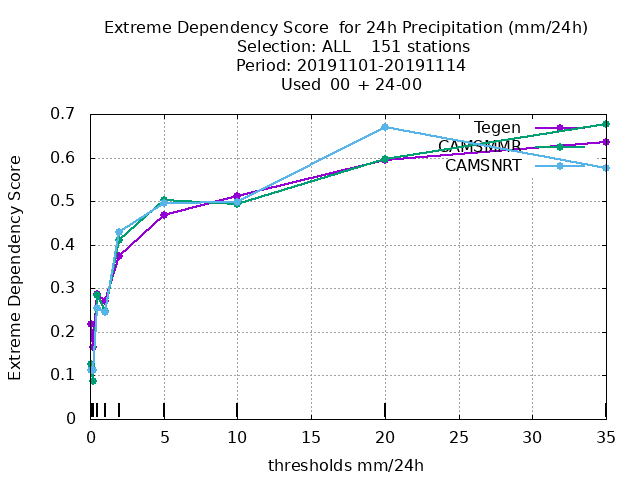 Extreme Dependency Score  for 24h Precipitation (mm/24h)
Selection: ALL    151 stations
Period: 20191101-20191114
Used  00 + 24-00
0.7
0.6
0.5
0.4
0.3
0.2
0.1
0
Extreme Dependency Score
Tegen
CAMSMMR
CAMSNRT
0 5 10 15 20 25 30 35
thresholds mm/24h